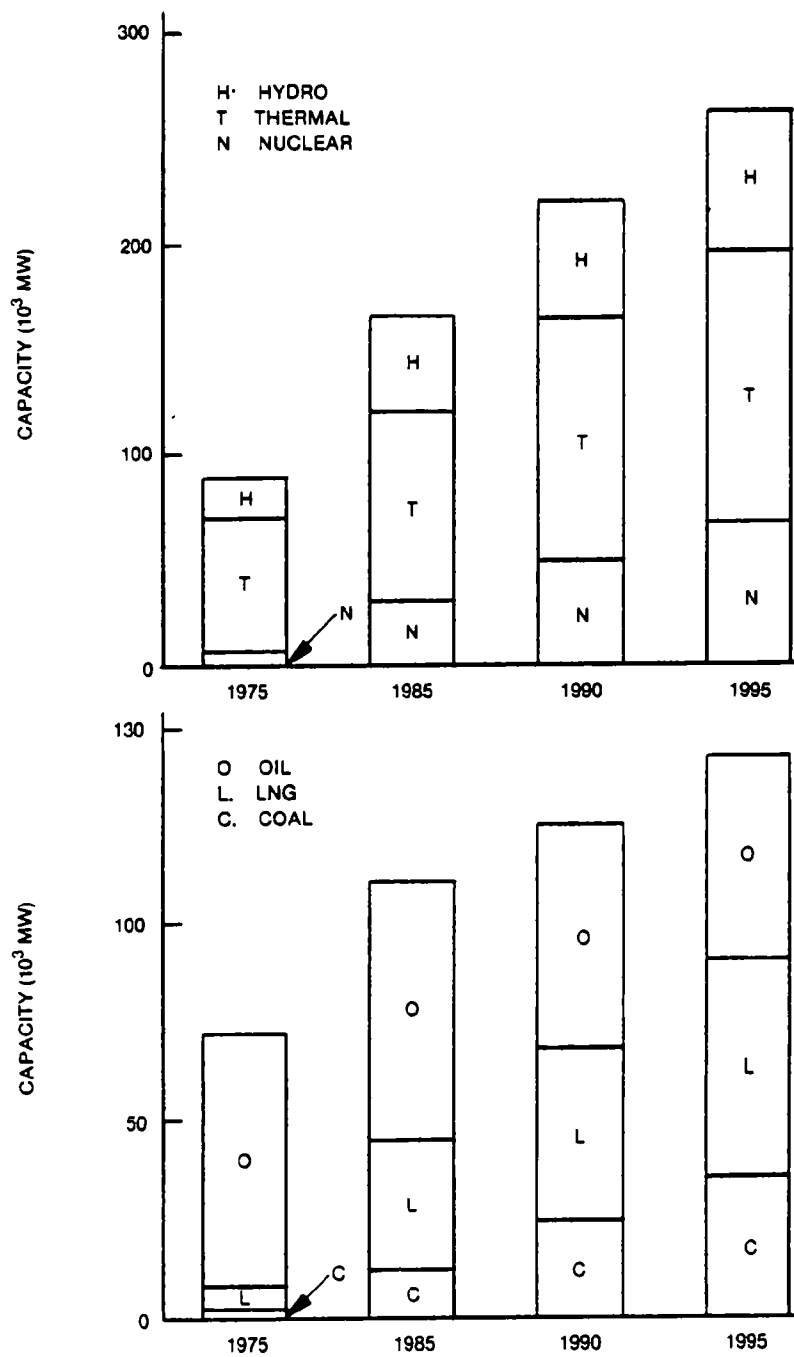 300
H· HYDRO
T THERMAL
N NUCLEAR
200
100
0
CAPACITY (10³ MW)
H
T
N
H
T
N
H
T
N
H
T
N
1975 1985 1990 1995
130
O OIL
L. LNG
C. COAL
100
50
0
CAPACITY (10³ MW)
O
L
C
O
L
C
O
L
C
O
L
C
1975 1985 1990 1995